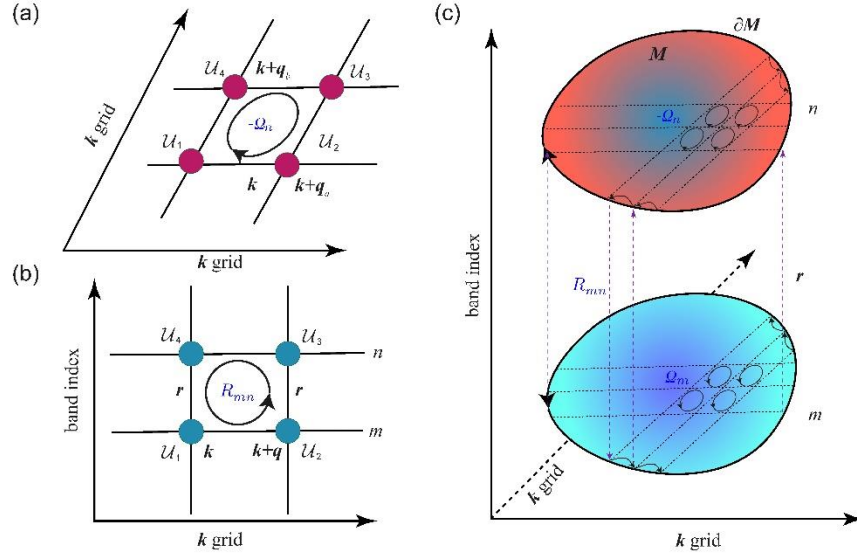 (a)
𝒰₄
k+q_b
𝒰₃
-Ω_n
𝒰₁
𝒰₂
k
k+q_a
k grid
k grid
(b)
𝒰₄
𝒰₃
n
r
R_mn
r
m
𝒰₁
k
k+q
𝒰₂
band index
k grid
(c)
∂M
M
-Ω_n
n
band index
R_mn
r
Ω_m
m
k grid
k grid